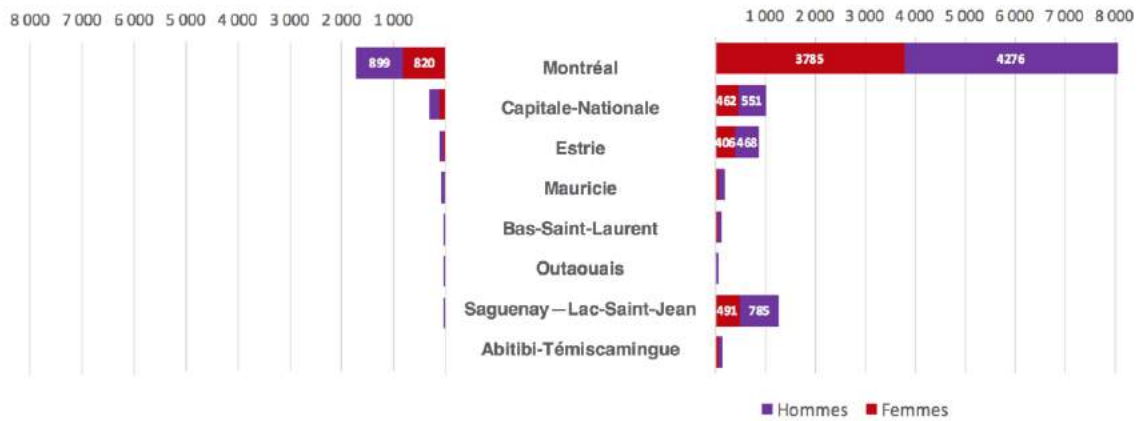 8 000 7 000 6 000 5 000 4 000 3 000 2 000 1 000
1 000 2 000 3 000 4 000 5 000 6 000 7 000 8 000
899 820 Montréal 3785 4276
Capitale-Nationale 462 551
Estrie 406 468
Mauricie
Bas-Saint-Laurent
Outaouais
Saguenay—Lac-Saint-Jean 491 785
Abitibi-Témiscamingue
Hommes Femmes